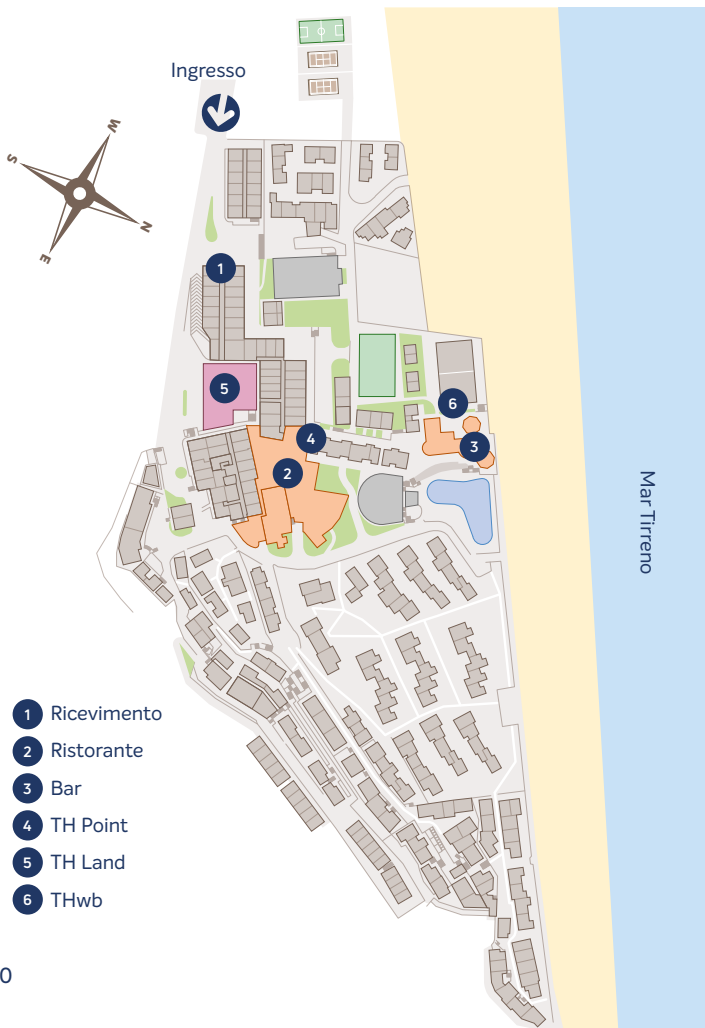 Ingresso
W
S
N
E
1
5
6
4
3
2
Mar Tirreno
1 Ricevimento
2 Ristorante
3 Bar
4 TH Point
5 TH Land
6 THwb
0